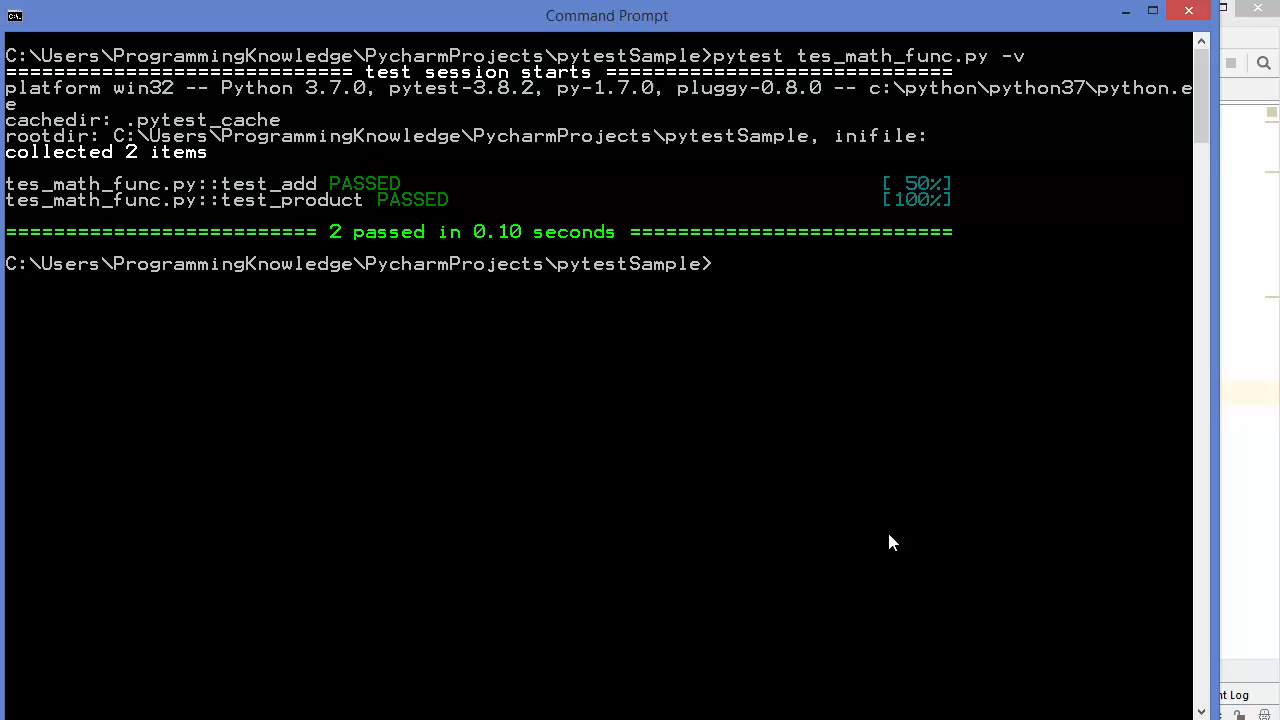 Command Prompt
C:\Users\ProgrammingKnowledge\PycharmProjects\pytestSample>pytest tes_math_func.py -v
============================= test session starts =============================
platform win32 -- Python 3.7.0, pytest-3.8.2, py-1.7.0, pluggy-0.8.0 -- c:\python\python37\python.e
e
cachedir: .pytest_cache
rootdir: C:\Users\ProgrammingKnowledge\PycharmProjects\pytestSample, inifile:
collected 2 items
tes_math_func.py::test_add PASSED [ 50%]
tes_math_func.py::test_product PASSED [100%]
========================== 2 passed in 0.10 seconds ===========================
C:\Users\ProgrammingKnowledge\PycharmProjects\pytestSample>
nt Log